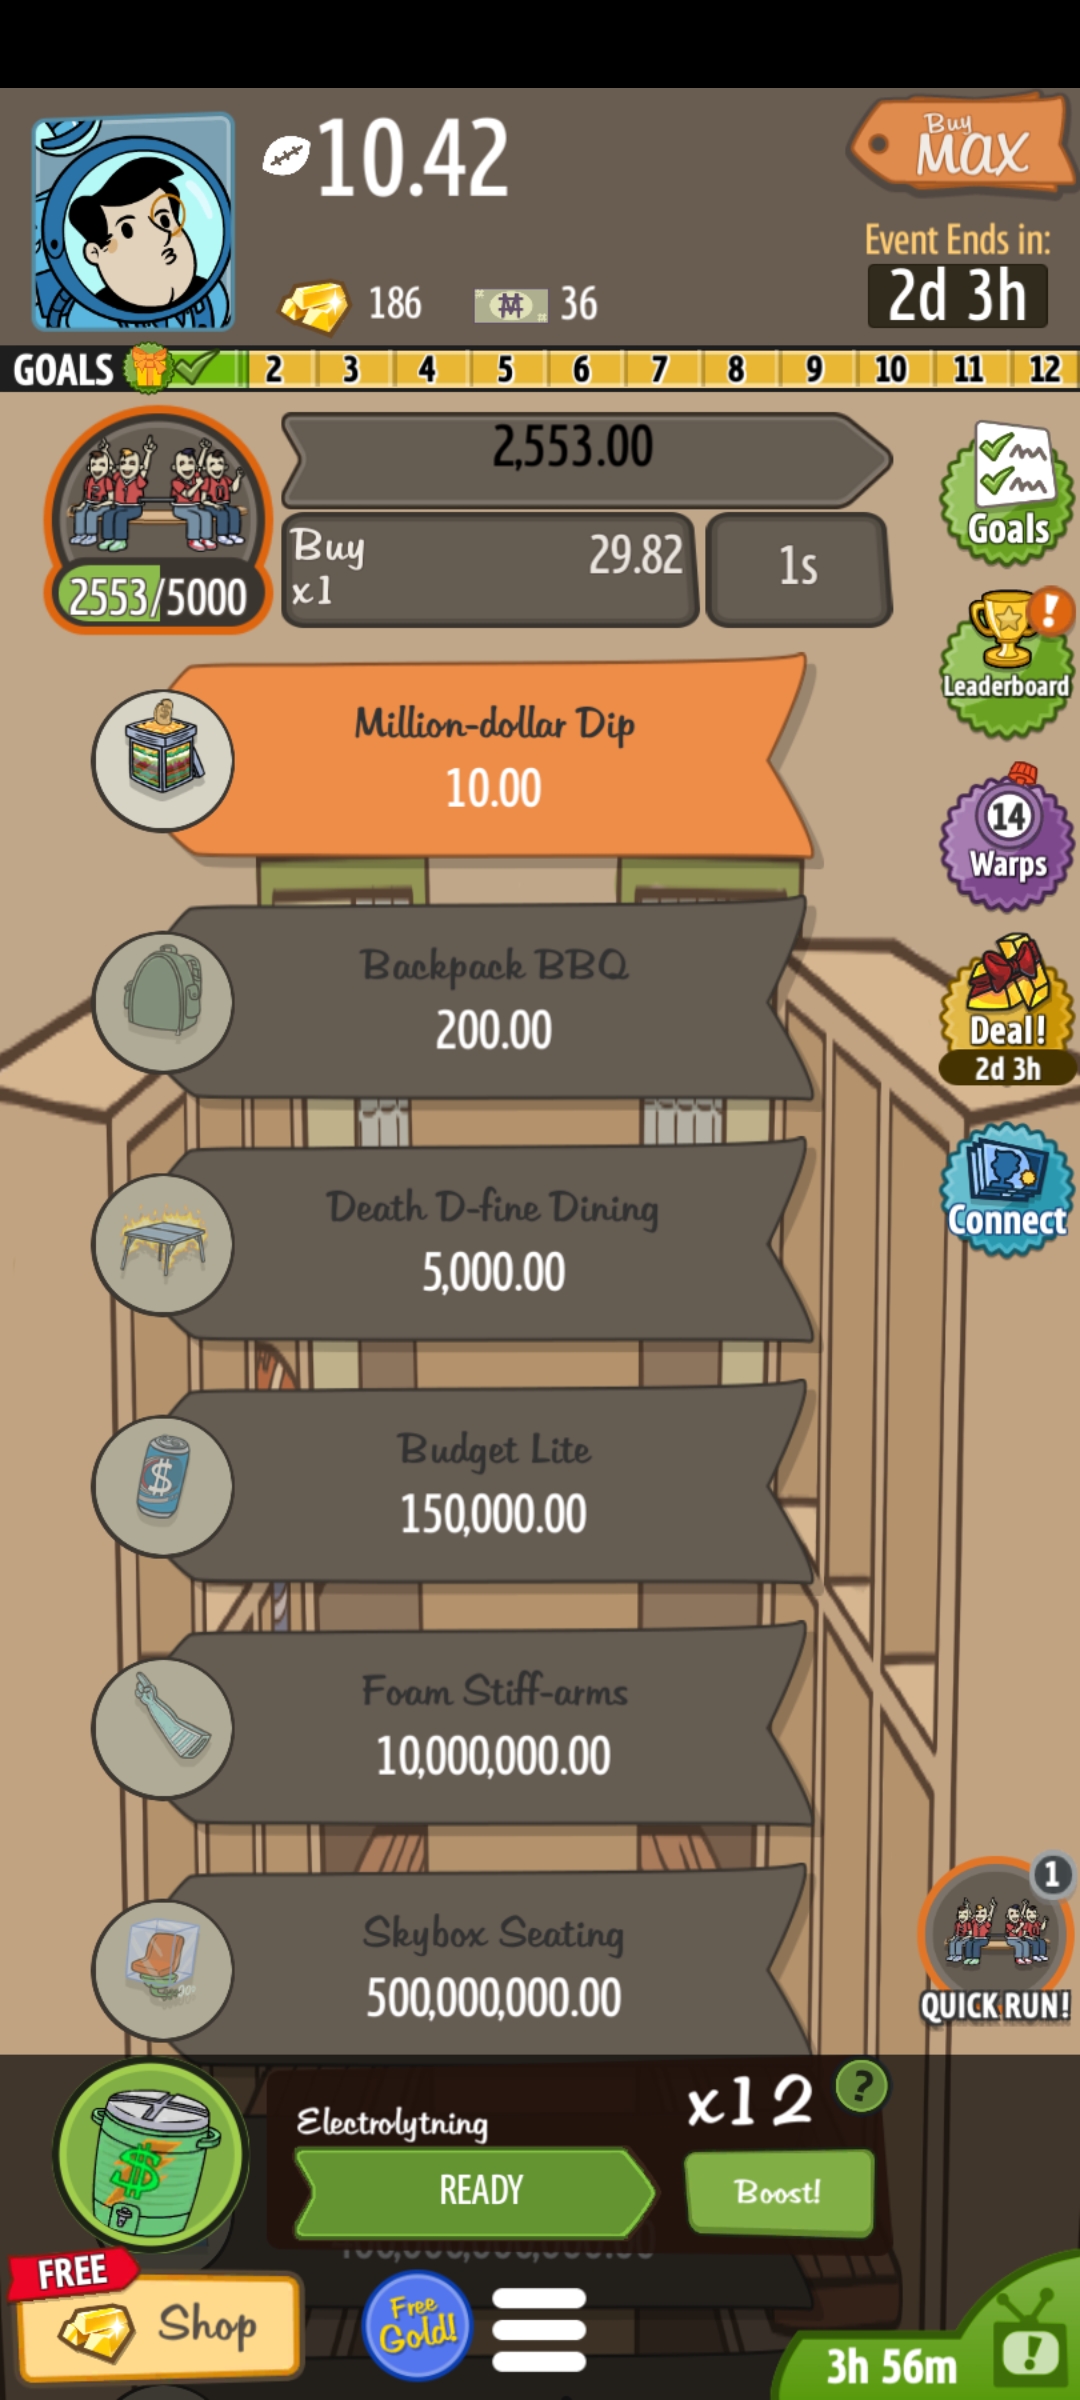 10.42
Buy
Max
186
36
Event Ends in:
2d 3h
GOALS 2 3 4 5 6 7 8 9 10 11 12
2,553.00
Buy
x1
29.82
1s
2553/5000
Goals
Leaderboard
!
Million-dollar Dip
10.00
14
Warps
Backpack BBQ
200.00
Deal!
2d 3h
Death D-fine Dining
5,000.00
Connect
Budget Lite
150,000.00
Foam Stiff-arms
10,000,000.00
Skybox Seating
500,000,000.00
1
QUICK RUN!
Electrolytning
x12
?
READY
Boost!
FREE
Shop
Free
Gold!
3h 56m
!